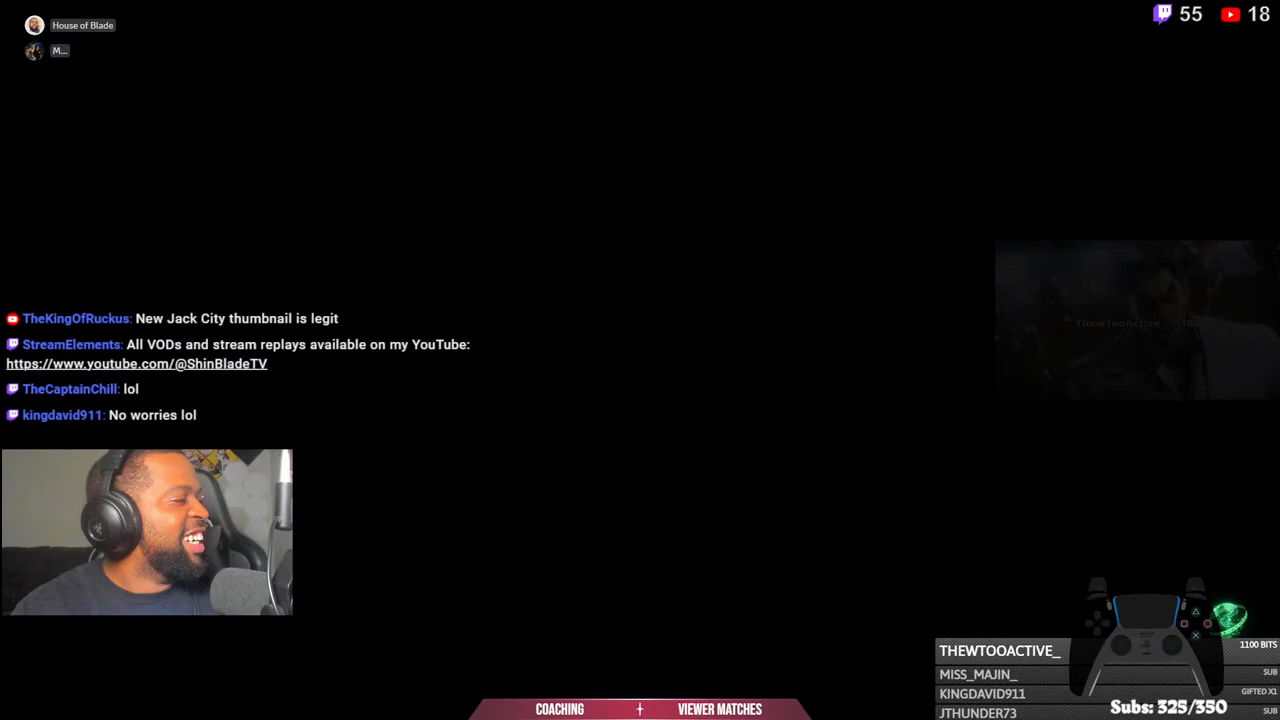 House of Blade
M...
55
18
TheKingOfRuckus: New Jack City thumbnail is legit
StreamElements: All VODs and stream replays available on my YouTube:
https://www.youtube.com/@ShinBladeTV
TheCaptainChill: lol
kingdavid911: No worries lol
THEWTOOACTIVE_ 1100 BITS
MISS_MAJIN_ SUB
KINGDAVID911 GIFTED X1
JTHUNDER73 SUB
Subs: 325/350
COACHING
VIEWER MATCHES